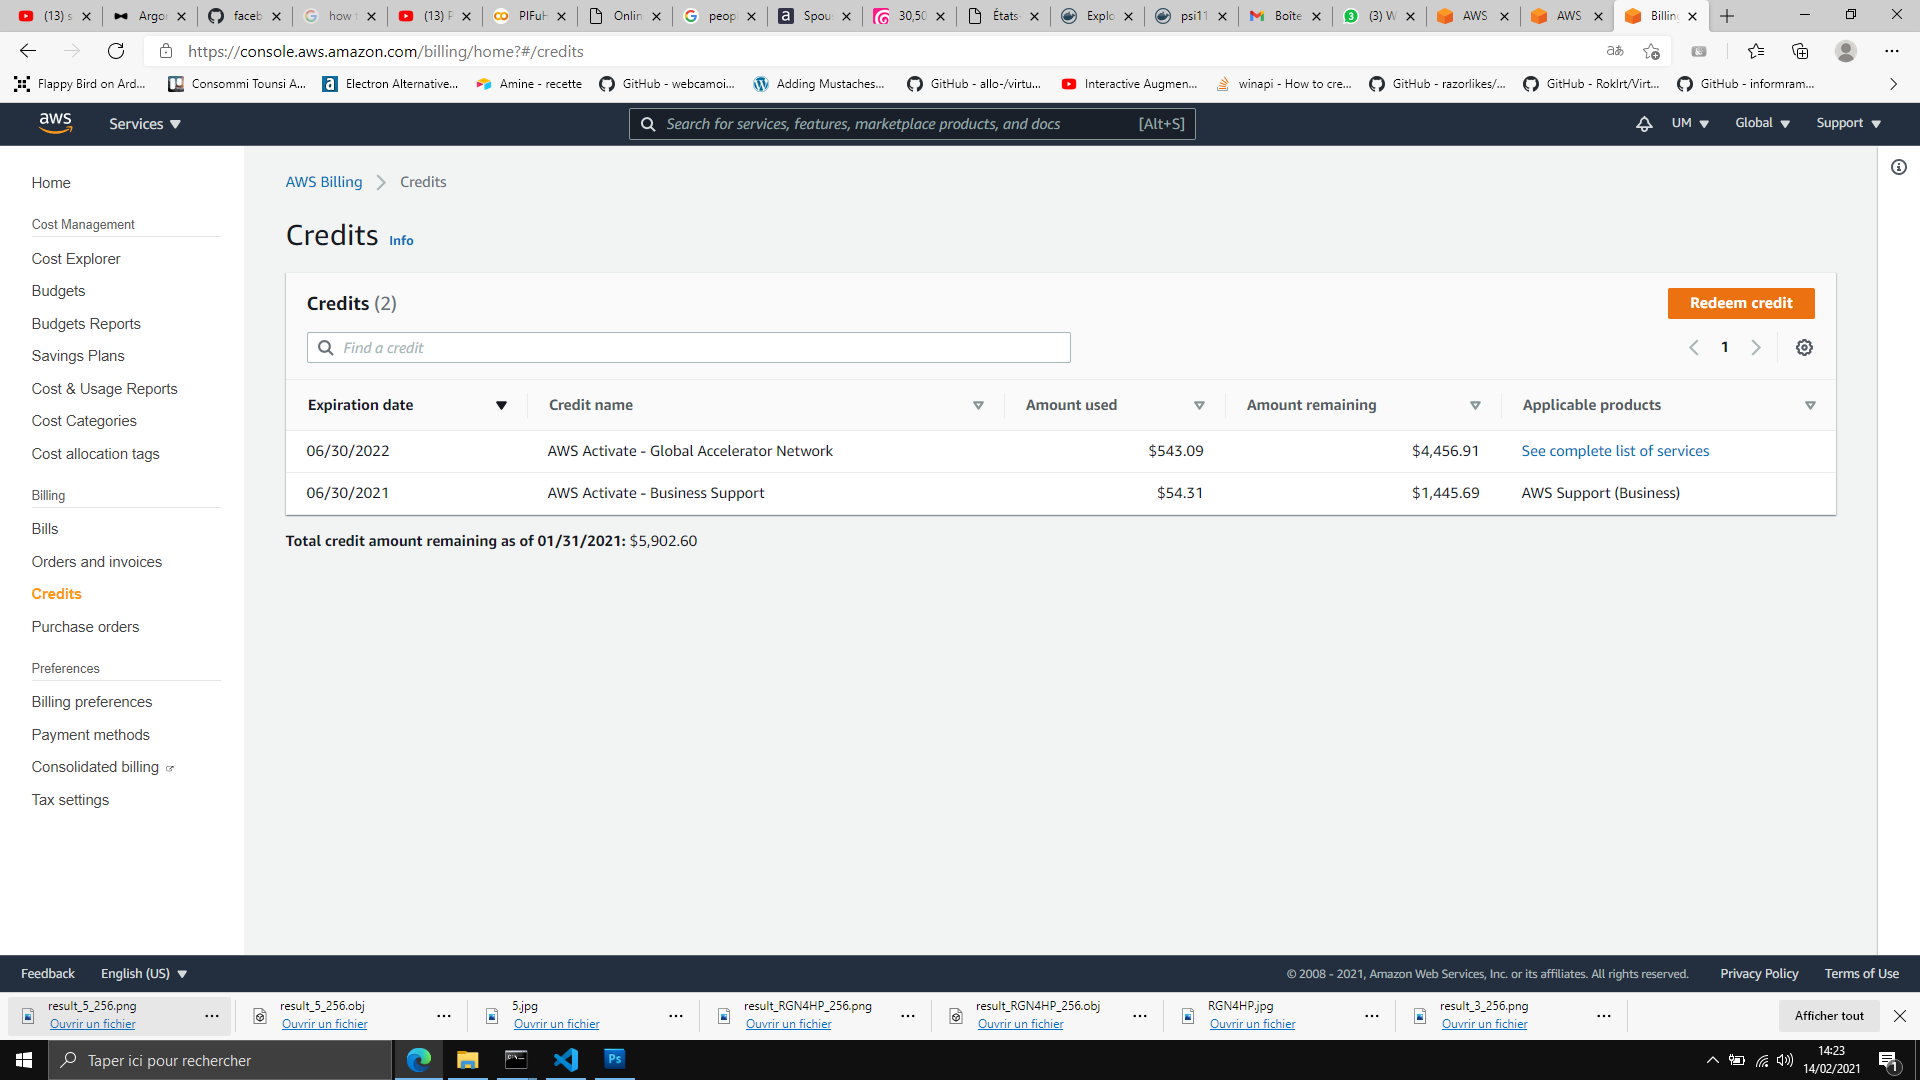 (13) s
Argor
faceb
how t
(13) P
PIFuH
Onlin
peop
Spou
30,50
États
Explo
psi11
Boîte
(3) W
AWS
AWS
Billin
https://console.aws.amazon.com/billing/home?#/credits
Flappy Bird on Ard...
Consommi Tounsi A...
Electron Alternative...
Amine - recette
GitHub - webcamoi...
Adding Mustaches...
GitHub - allo-/virtu...
Interactive Augmen...
winapi - How to cre...
GitHub - razorlikes/...
GitHub - RokIrt/Virt...
GitHub - informram...
aws
Services
Search for services, features, marketplace products, and docs
[Alt+S]
UM
Global
Support
Home
Cost Management
Cost Explorer
Budgets
Budgets Reports
Savings Plans
Cost & Usage Reports
Cost Categories
Cost allocation tags
Billing
Bills
Orders and invoices
Credits
Purchase orders
Preferences
Billing preferences
Payment methods
Consolidated billing
Tax settings
AWS Billing
Credits
Credits Info
Credits (2)
Redeem credit
Find a credit
1
Expiration date
Credit name
Amount used
Amount remaining
Applicable products
06/30/2022
AWS Activate - Global Accelerator Network
$543.09
$4,456.91
See complete list of services
06/30/2021
AWS Activate - Business Support
$54.31
$1,445.69
AWS Support (Business)
Total credit amount remaining as of 01/31/2021: $5,902.60
Feedback
English (US)
© 2008 - 2021, Amazon Web Services, Inc. or its affiliates. All rights reserved.
Privacy Policy
Terms of Use
result_5_256.png
Ouvrir un fichier
result_5_256.obj
Ouvrir un fichier
5.jpg
Ouvrir un fichier
result_RGN4HP_256.png
Ouvrir un fichier
result_RGN4HP_256.obj
Ouvrir un fichier
RGN4HP.jpg
Ouvrir un fichier
result_3_256.png
Ouvrir un fichier
Afficher tout
Taper ici pour rechercher
Ps
14:23
14/02/2021
1